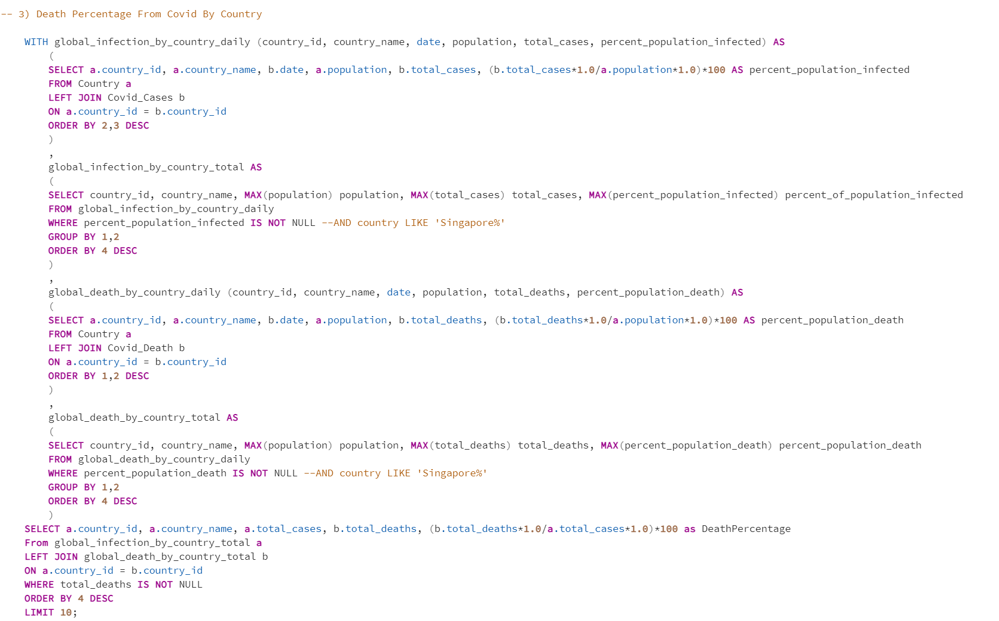 -- 3) Death Percentage From Covid By Country
WITH global_infection_by_country_daily (country_id, country_name, date, population, total_cases, percent_population_infected) AS
(
SELECT a.country_id, a.country_name, b.date, a.population, b.total_cases, (b.total_cases*1.0/a.population*1.0)*100 AS percent_population_infected
FROM Country a
LEFT JOIN Covid_Cases b
ON a.country_id = b.country_id
ORDER BY 2,3 DESC
)
,
global_infection_by_country_total AS
(
SELECT country_id, country_name, MAX(population) population, MAX(total_cases) total_cases, MAX(percent_population_infected) percent_of_population_infected
FROM global_infection_by_country_daily
WHERE percent_population_infected IS NOT NULL --AND country LIKE 'Singapore%'
GROUP BY 1,2
ORDER BY 4 DESC
)
,
global_death_by_country_daily (country_id, country_name, date, population, total_deaths, percent_population_death) AS
(
SELECT a.country_id, a.country_name, b.date, a.population, b.total_deaths, (b.total_deaths*1.0/a.population*1.0)*100 AS percent_population_death
FROM Country a
LEFT JOIN Covid_Death b
ON a.country_id = b.country_id
ORDER BY 1,2 DESC
)
,
global_death_by_country_total AS
(
SELECT country_id, country_name, MAX(population) population, MAX(total_deaths) total_deaths, MAX(percent_population_death) percent_population_death
FROM global_death_by_country_daily
WHERE percent_population_death IS NOT NULL --AND country LIKE 'Singapore%'
GROUP BY 1,2
ORDER BY 4 DESC
)
SELECT a.country_id, a.country_name, a.total_cases, b.total_deaths, (b.total_deaths*1.0/a.total_cases*1.0)*100 as DeathPercentage
From global_infection_by_country_total a
LEFT JOIN global_death_by_country_total b
ON a.country_id = b.country_id
WHERE total_deaths IS NOT NULL
ORDER BY 4 DESC
LIMIT 10;